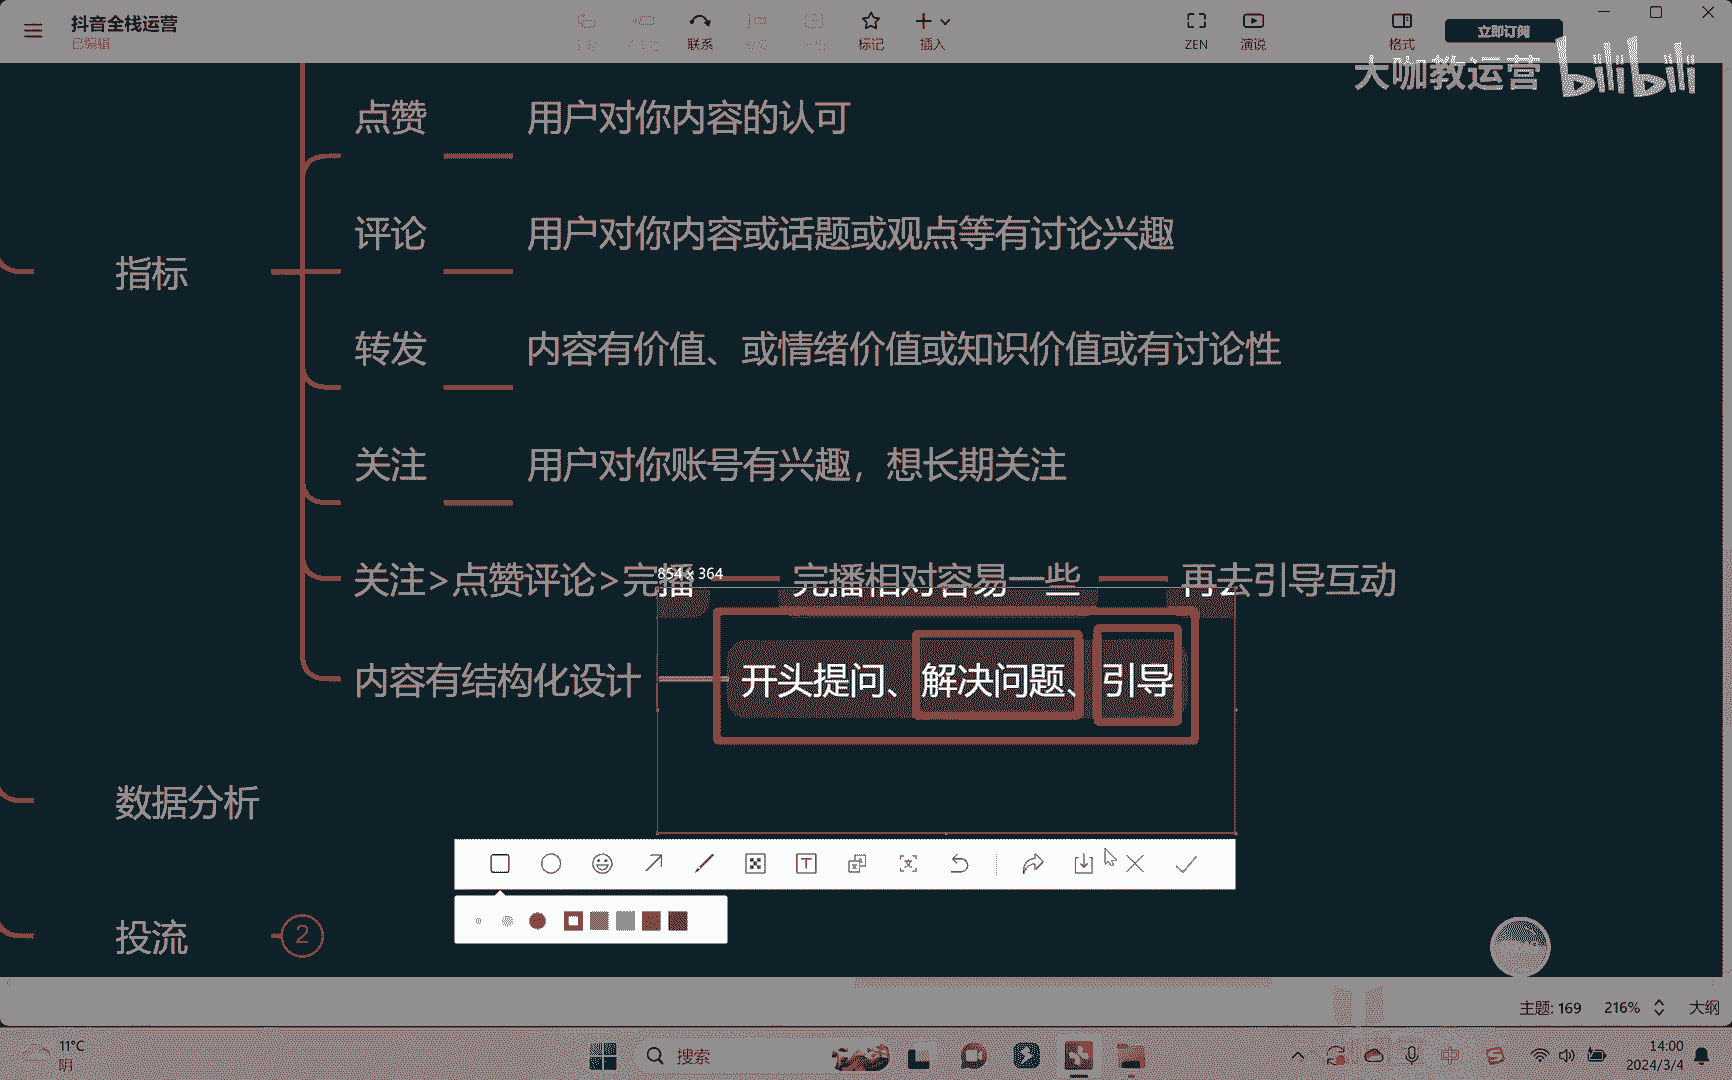 抖音全栈运营
已编辑
联系
标记
插入
ZEN
演说
格式
立即订阅
大咖教运营 bilibili
点赞 用户对你内容的认可
评论 用户对你内容或话题或观点等有讨论兴趣
指标
转发 内容有价值、或情绪价值或知识价值或有讨论性
关注 用户对你账号有兴趣，想长期关注
关注>点赞评论>完播 完播相对容易一些 再去引导互动
854 x 364
内容有结构化设计 开头提问、解决问题、引导
数据分析
投流 2
主题: 169 216% 大纲
11°C
阴
搜索
中
14:00
2024/3/4